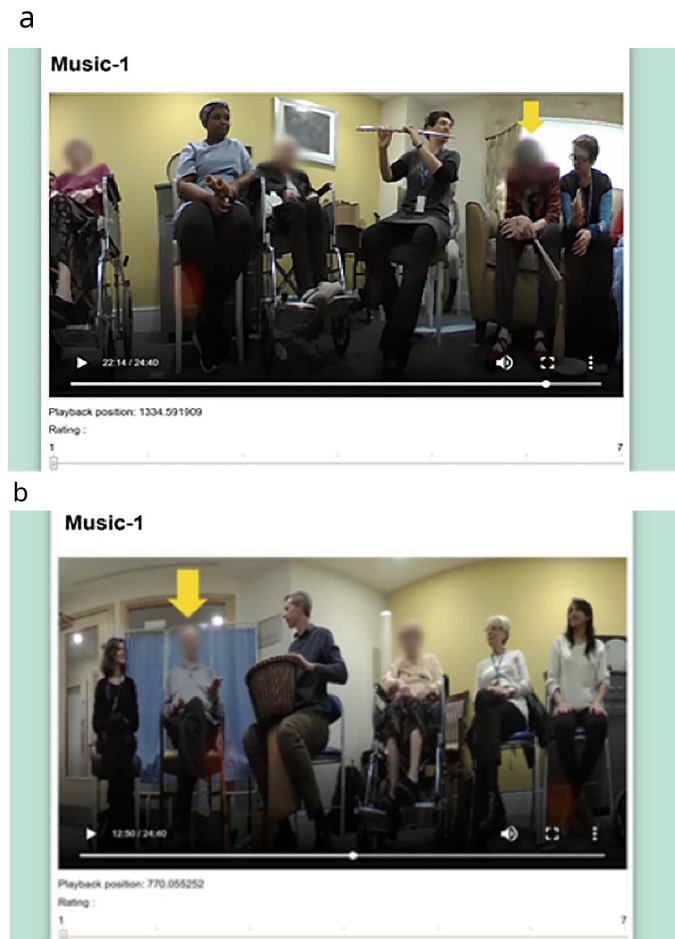 a
Music-1
22:14 / 24:40
Playback position: 1334.591909
Rating :
1 7
b
Music-1
12:50 / 24:40
Playback position: 770.055252
Rating :
1 7